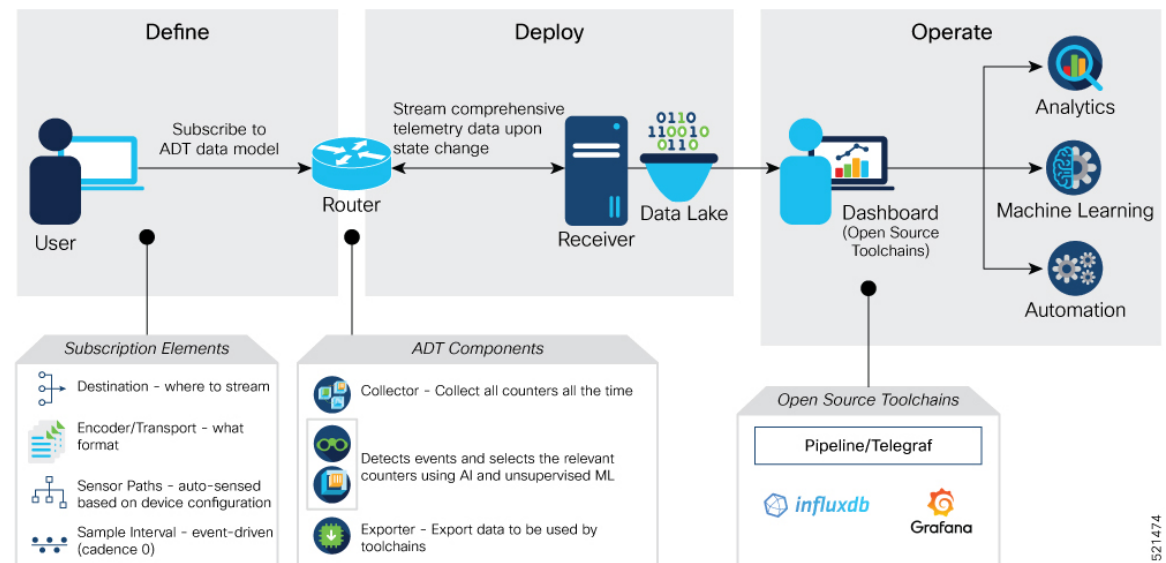 Define
Subscribe to
ADT data model
User
Router
Deploy
Stream comprehensive
telemetry data upon
state change
0110
110010
0110
Receiver
Data Lake
Operate
Dashboard
(Open Source
Toolchains)
Analytics
Machine Learning
Automation
Subscription Elements
Destination - where to stream
Encoder/Transport - what
format
Sensor Paths - auto-sensed
based on device configuration
Sample Interval - event-driven
(cadence 0)
ADT Components
Collector - Collect all counters all the time
Detects events and selects the relevant
counters using AI and unsupervised ML
Exporter - Export data to be used by
toolchains
Open Source Toolchains
Pipeline/Telegraf
influxdb
Grafana
521474